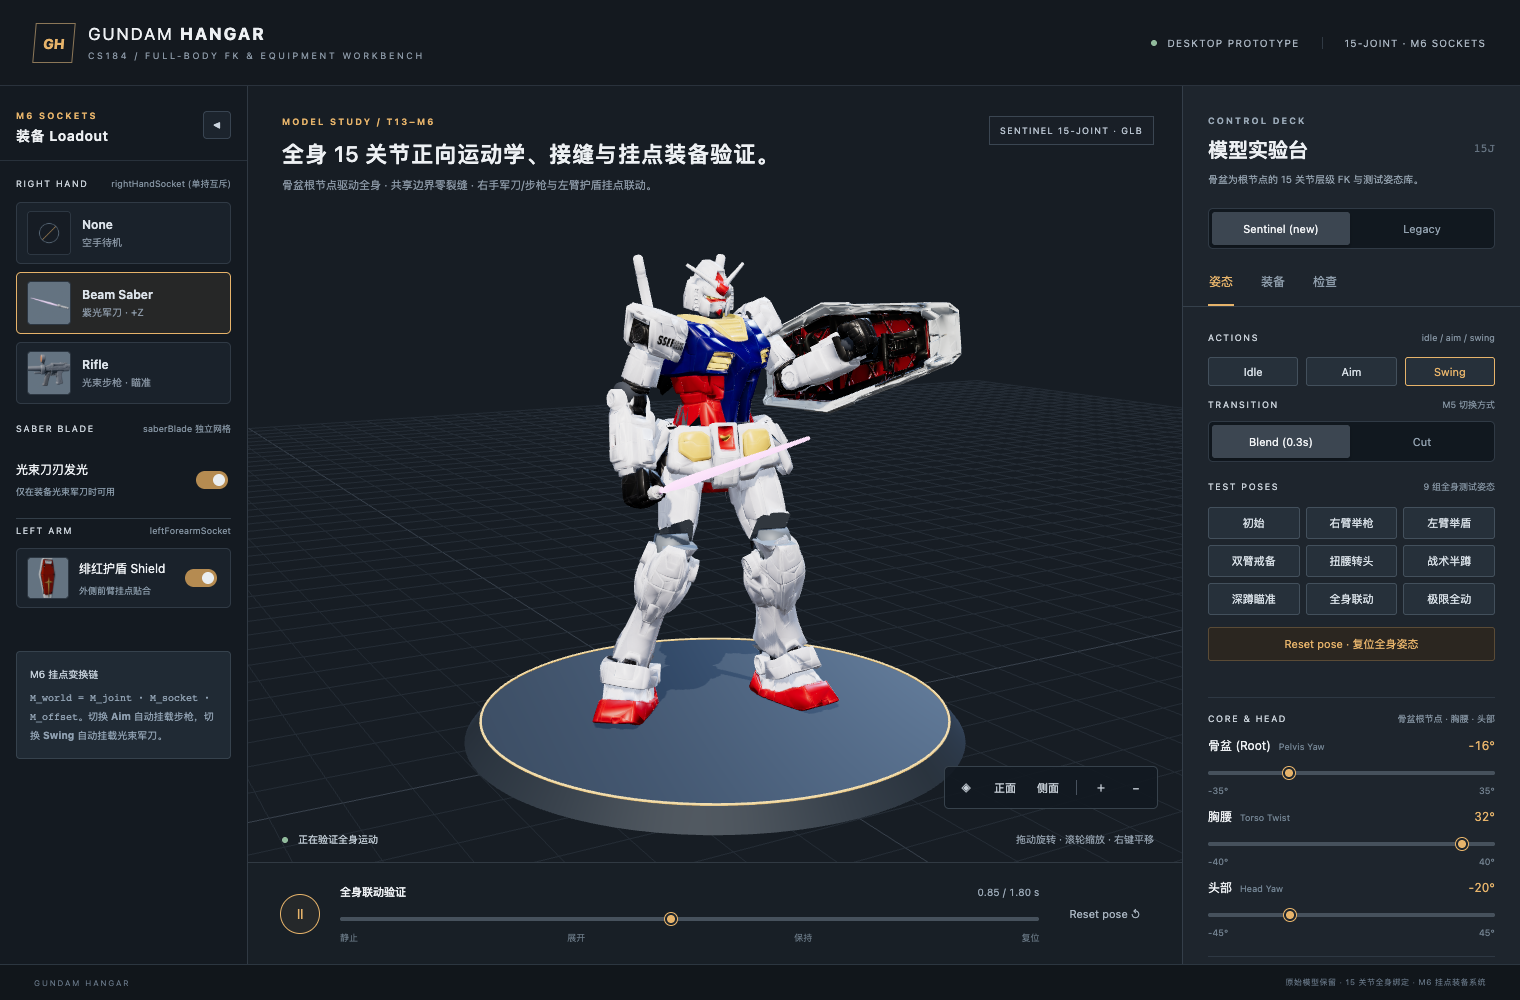 GH
GUNDAM HANGAR
CS184 / FULL-BODY FK & EQUIPMENT WORKBENCH
DESKTOP PROTOTYPE
15-JOINT · M6 SOCKETS
M6 SOCKETS
装备 Loadout
◀
RIGHT HAND
rightHandSocket (单持互斥)
None
空手待机
Beam Saber
紫光军刀 · +Z
Rifle
光束步枪 · 瞄准
SABER BLADE
saberBlade 独立网格
光束刀刃发光
仅在装备光束军刀时可用
LEFT ARM
leftForearmSocket
绯红护盾 Shield
外侧前臂挂点贴合
M6 挂点变换链
M_world = M_joint · M_socket ·
M_offset。切换 Aim 自动挂载步枪，切
换 Swing 自动挂载光束军刀。
MODEL STUDY / T13–M6
全身 15 关节正向运动学、接缝与挂点装备验证。
骨盆根节点驱动全身 · 共享边界零裂缝 · 右手军刀/步枪与左臂护盾挂点联动。
SENTINEL 15-JOINT · GLB
◈ 正面 侧面 + −
正在验证全身运动
拖动旋转 · 滚轮缩放 · 右键平移
全身联动验证
0.85 / 1.80 s
静止 展开 保持 复位
Reset pose ↺
CONTROL DECK
模型实验台
15J
骨盆为根节点的 15 关节层级 FK 与测试姿态库。
Sentinel (new) Legacy
姿态 装备 检查
ACTIONS
idle / aim / swing
Idle Aim Swing
TRANSITION
M5 切换方式
Blend (0.3s) Cut
TEST POSES
9 组全身测试姿态
初始 右臂举枪 左臂举盾
双臂戒备 扭腰转头 战术半蹲
深蹲瞄准 全身联动 极限全动
Reset pose · 复位全身姿态
CORE & HEAD
骨盆根节点 · 胸腰 · 头部
骨盆 (Root) Pelvis Yaw -16°
-35° 35°
胸腰 Torso Twist 32°
-40° 40°
头部 Head Yaw -20°
-45° 45°
GUNDAM HANGAR
原始模型保留 · 15 关节全身绑定 · M6 挂点装备系统